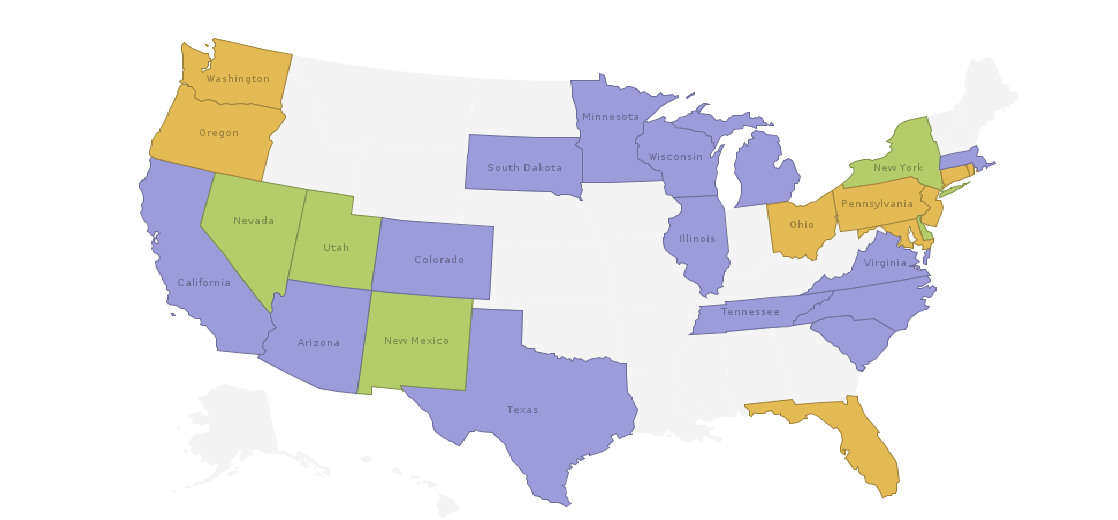 Washington
Minnesota
Oregon
Wisconsin
South Dakota
New York
Pennsylvania
Nevada
Ohio
Utah
Illinois
Colorado
Virginia
California
Tennessee
Arizona
New Mexico
Texas